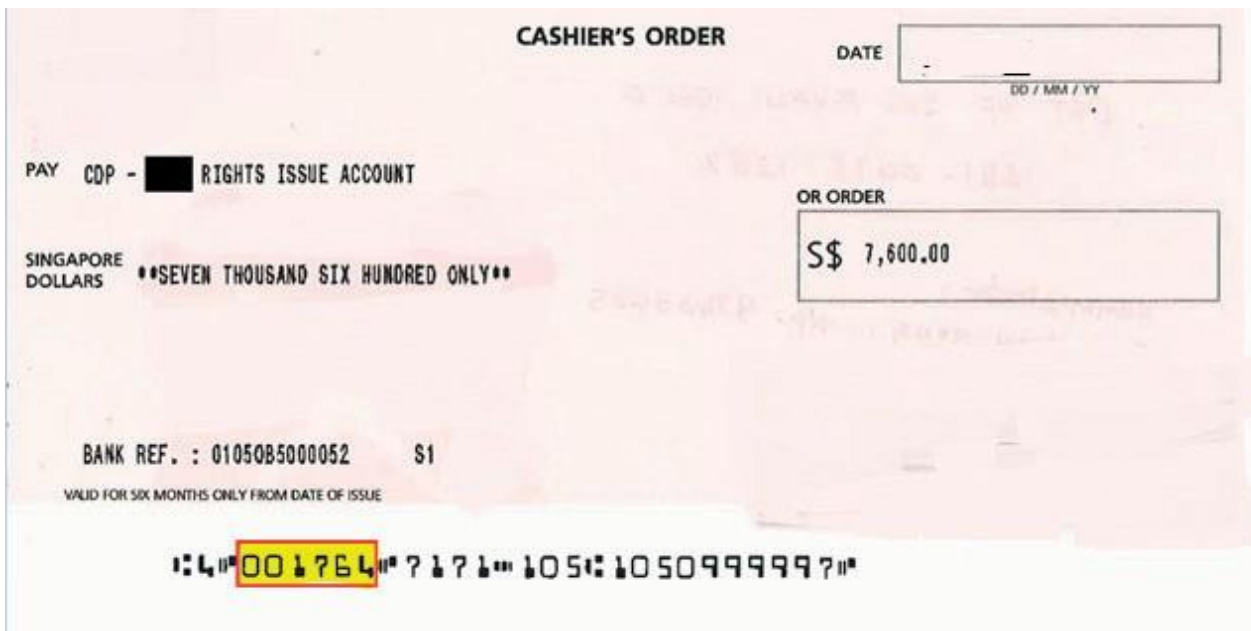 CASHIER'S ORDER
DATE
DD / MM / YY
PAY CDP - RIGHTS ISSUE ACCOUNT
OR ORDER
SINGAPORE DOLLARS **SEVEN THOUSAND SIX HUNDRED ONLY**
S$ 7,600.00
BANK REF. : 01050B5000052 S1
VALID FOR SIX MONTHS ONLY FROM DATE OF ISSUE
⑆4⑈001764⑈7171⑉105⑆1050999997⑈